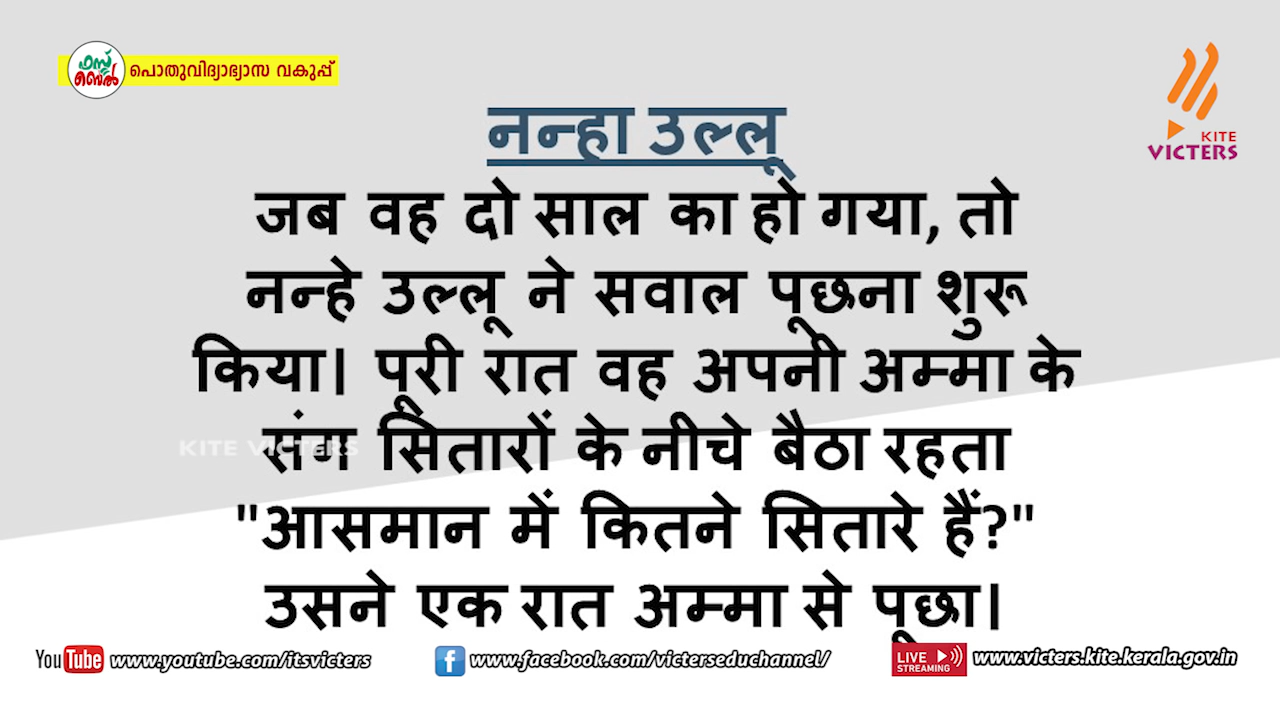 ഫസ്റ്റ് ബെൽ
പൊതുവിദ്യാഭ്യാസ വകുപ്പ്
KITE
VICTERS
नन्हा उल्लू
जब वह दो साल का हो गया, तो
नन्हे उल्लू ने सवाल पूछना शुरू
किया। पूरी रात वह अपनी अम्मा के
संग सितारों के नीचे बैठा रहता
"आसमान में कितने सितारे हैं?"
उसने एक रात अम्मा से पूछा।
KITE VICTERS
YouTube www.youtube.com/itsvicters
f www.facebook.com/victerseduchannel/
LIVE STREAMING www.victers.kite.kerala.gov.in